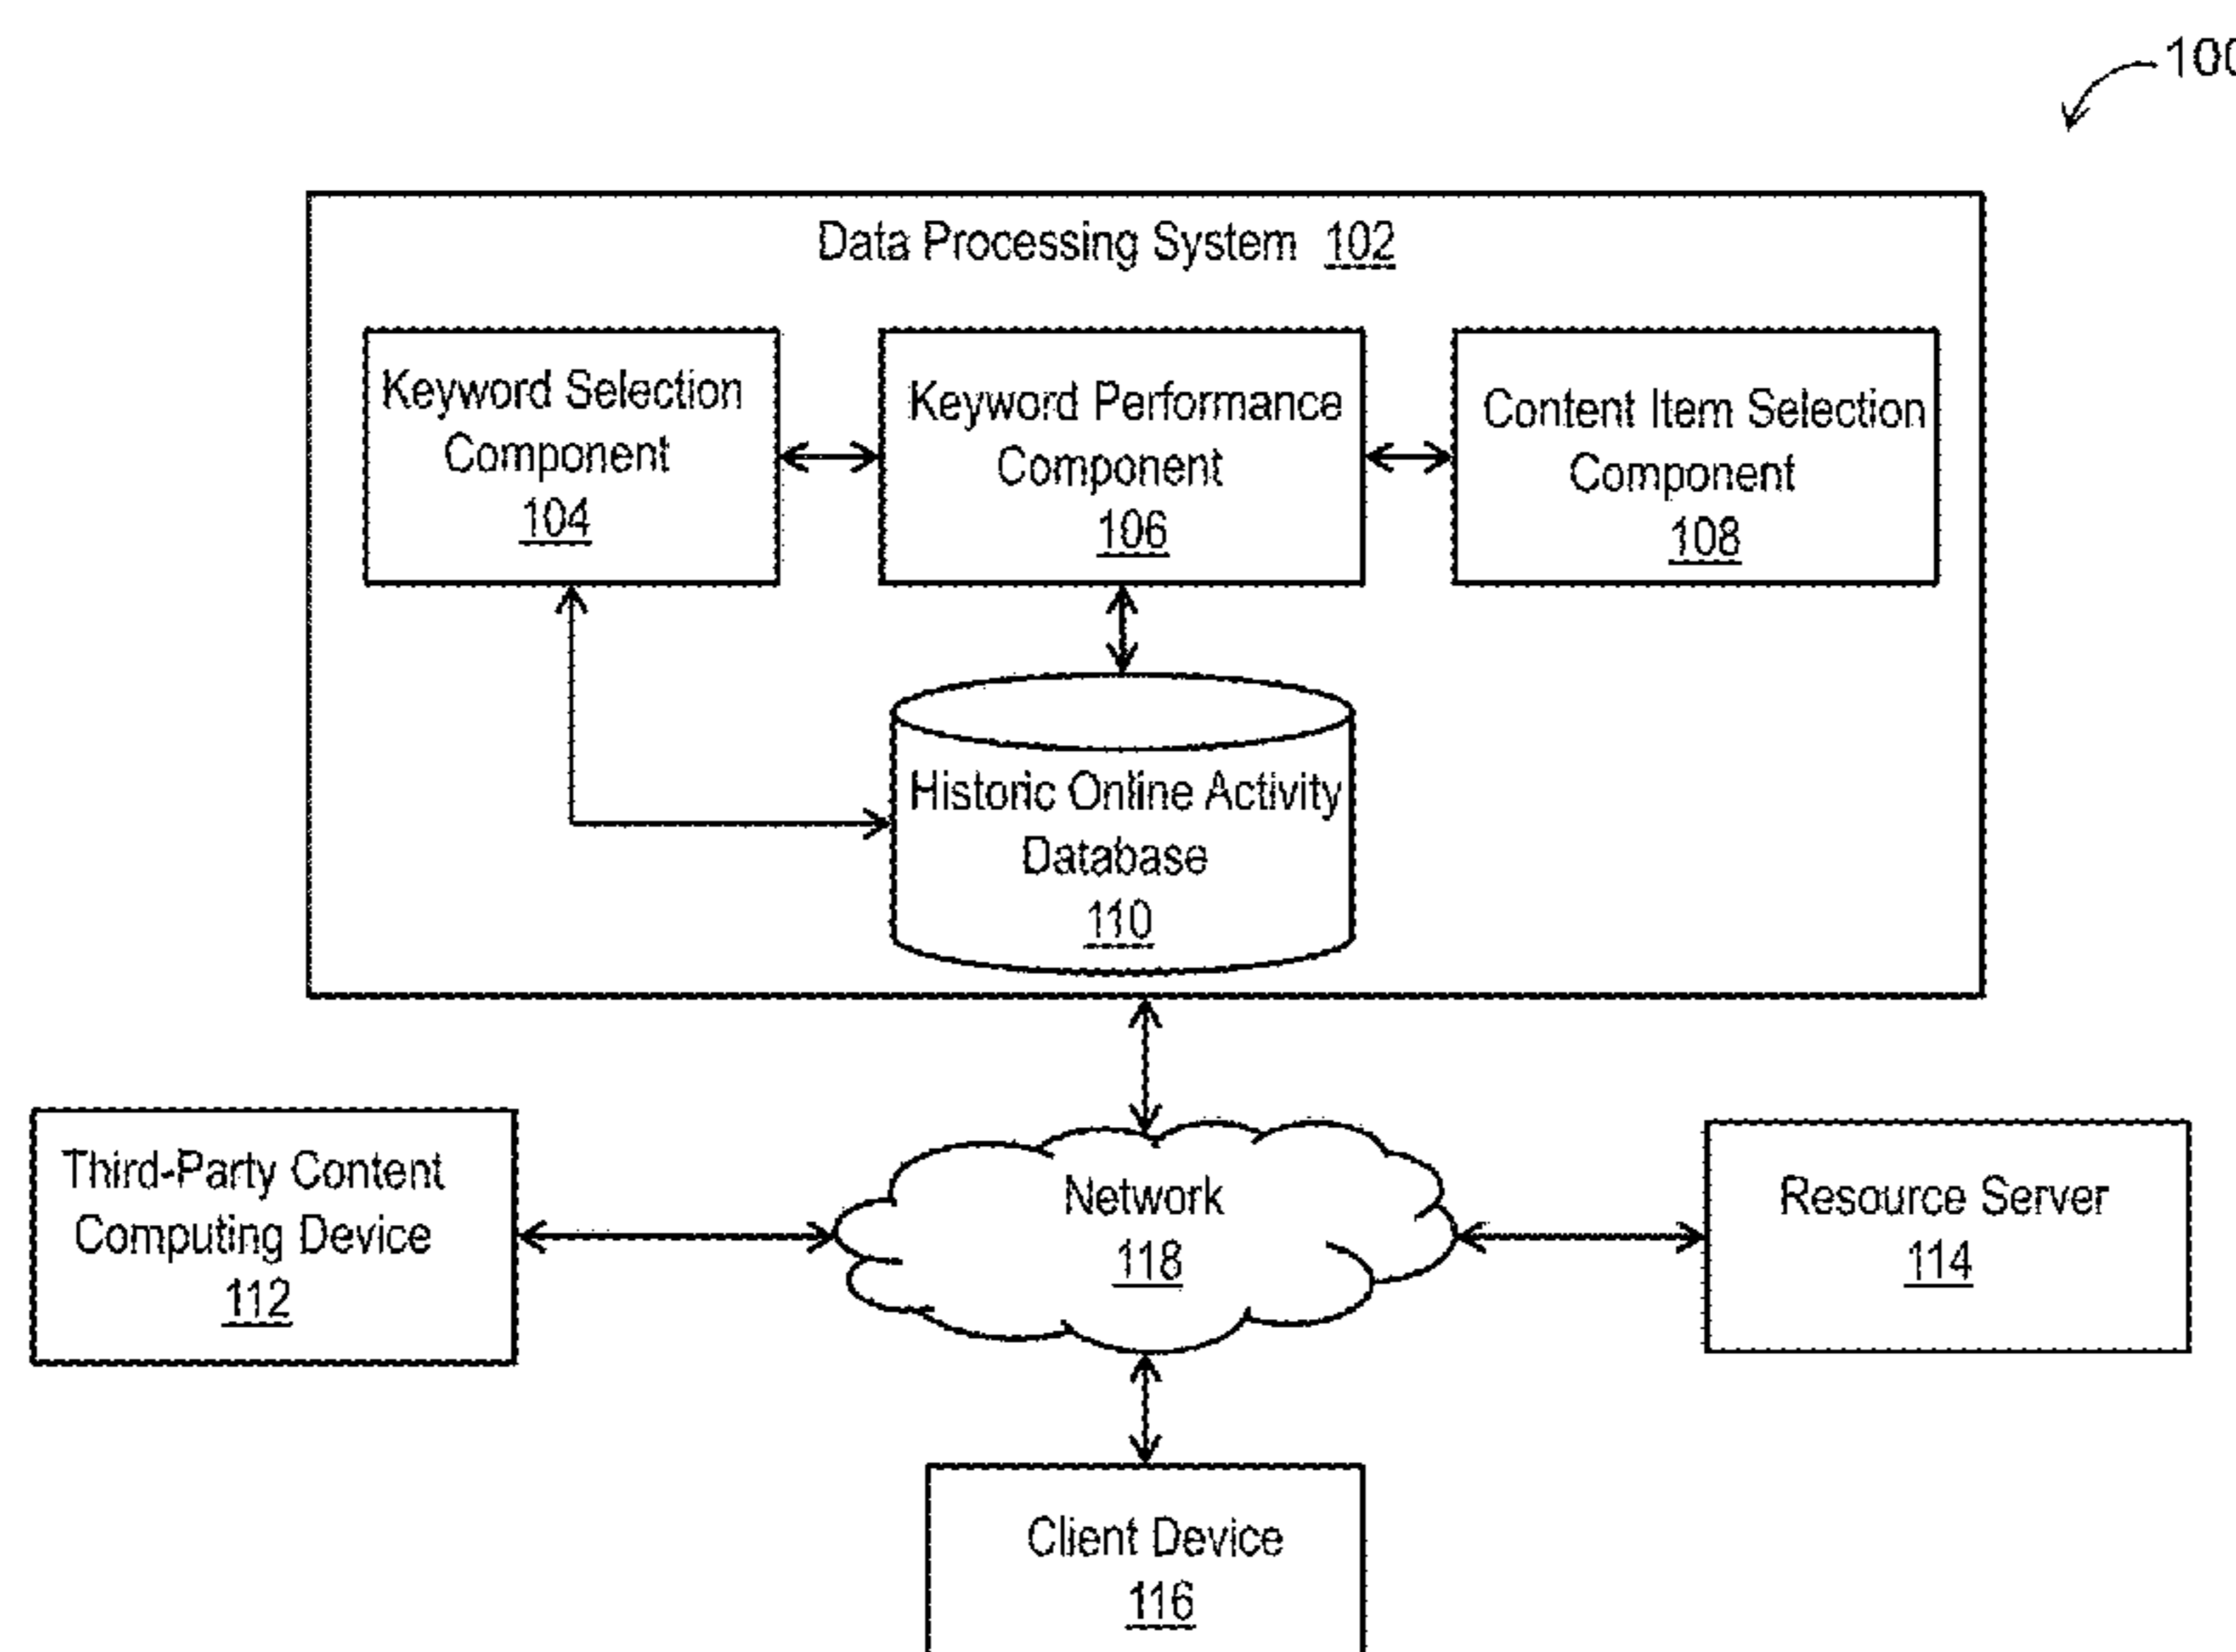 100
Data Processing System 102
Keyword Selection
Component
104
Keyword Performance
Component
106
Content Item Selection
Component
108
Historic Online Activity
Database
110
Third-Party Content
Computing Device
112
Network
118
Resource Server
114
Client Device
116